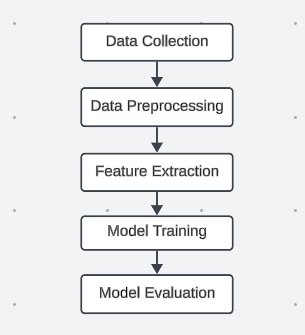 Data Collection
Data Preprocessing
Feature Extraction
Model Training
Model Evaluation